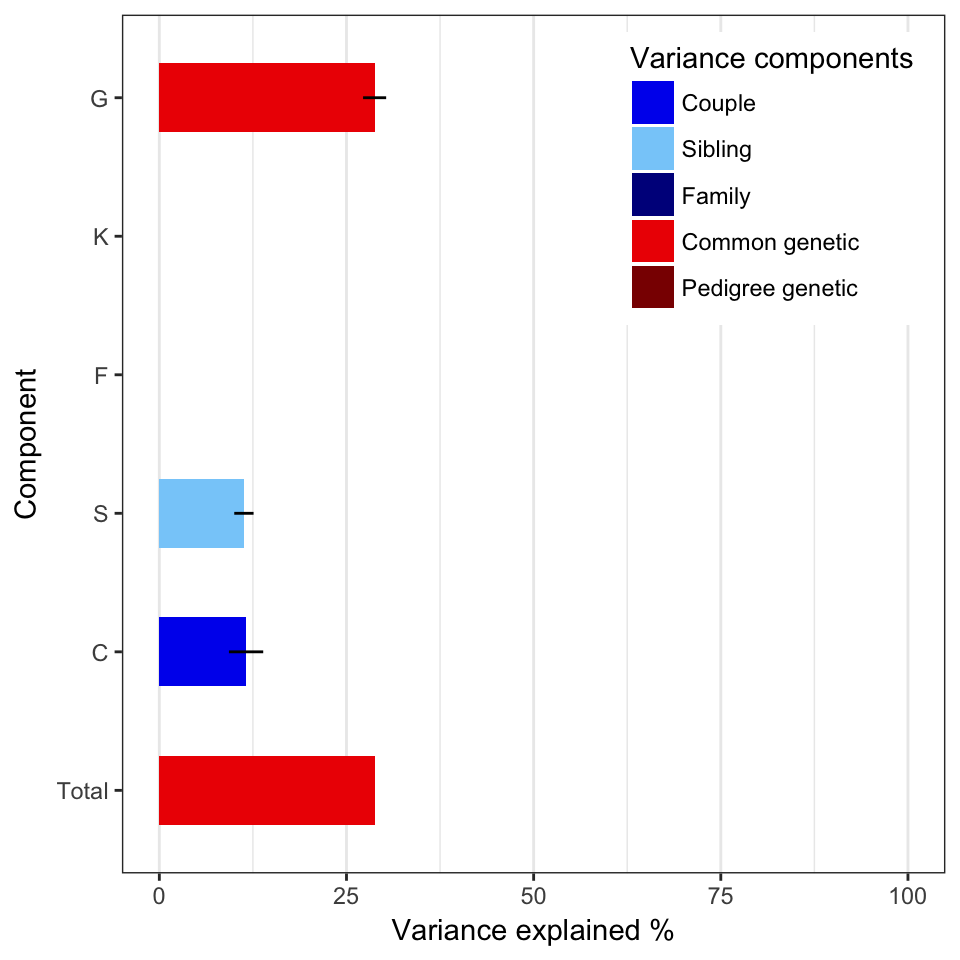 Variance components
Couple
Sibling
Family
Common genetic
Pedigree genetic
Component
G
K
F
S
C
Total
0 25 50 75 100
Variance explained %